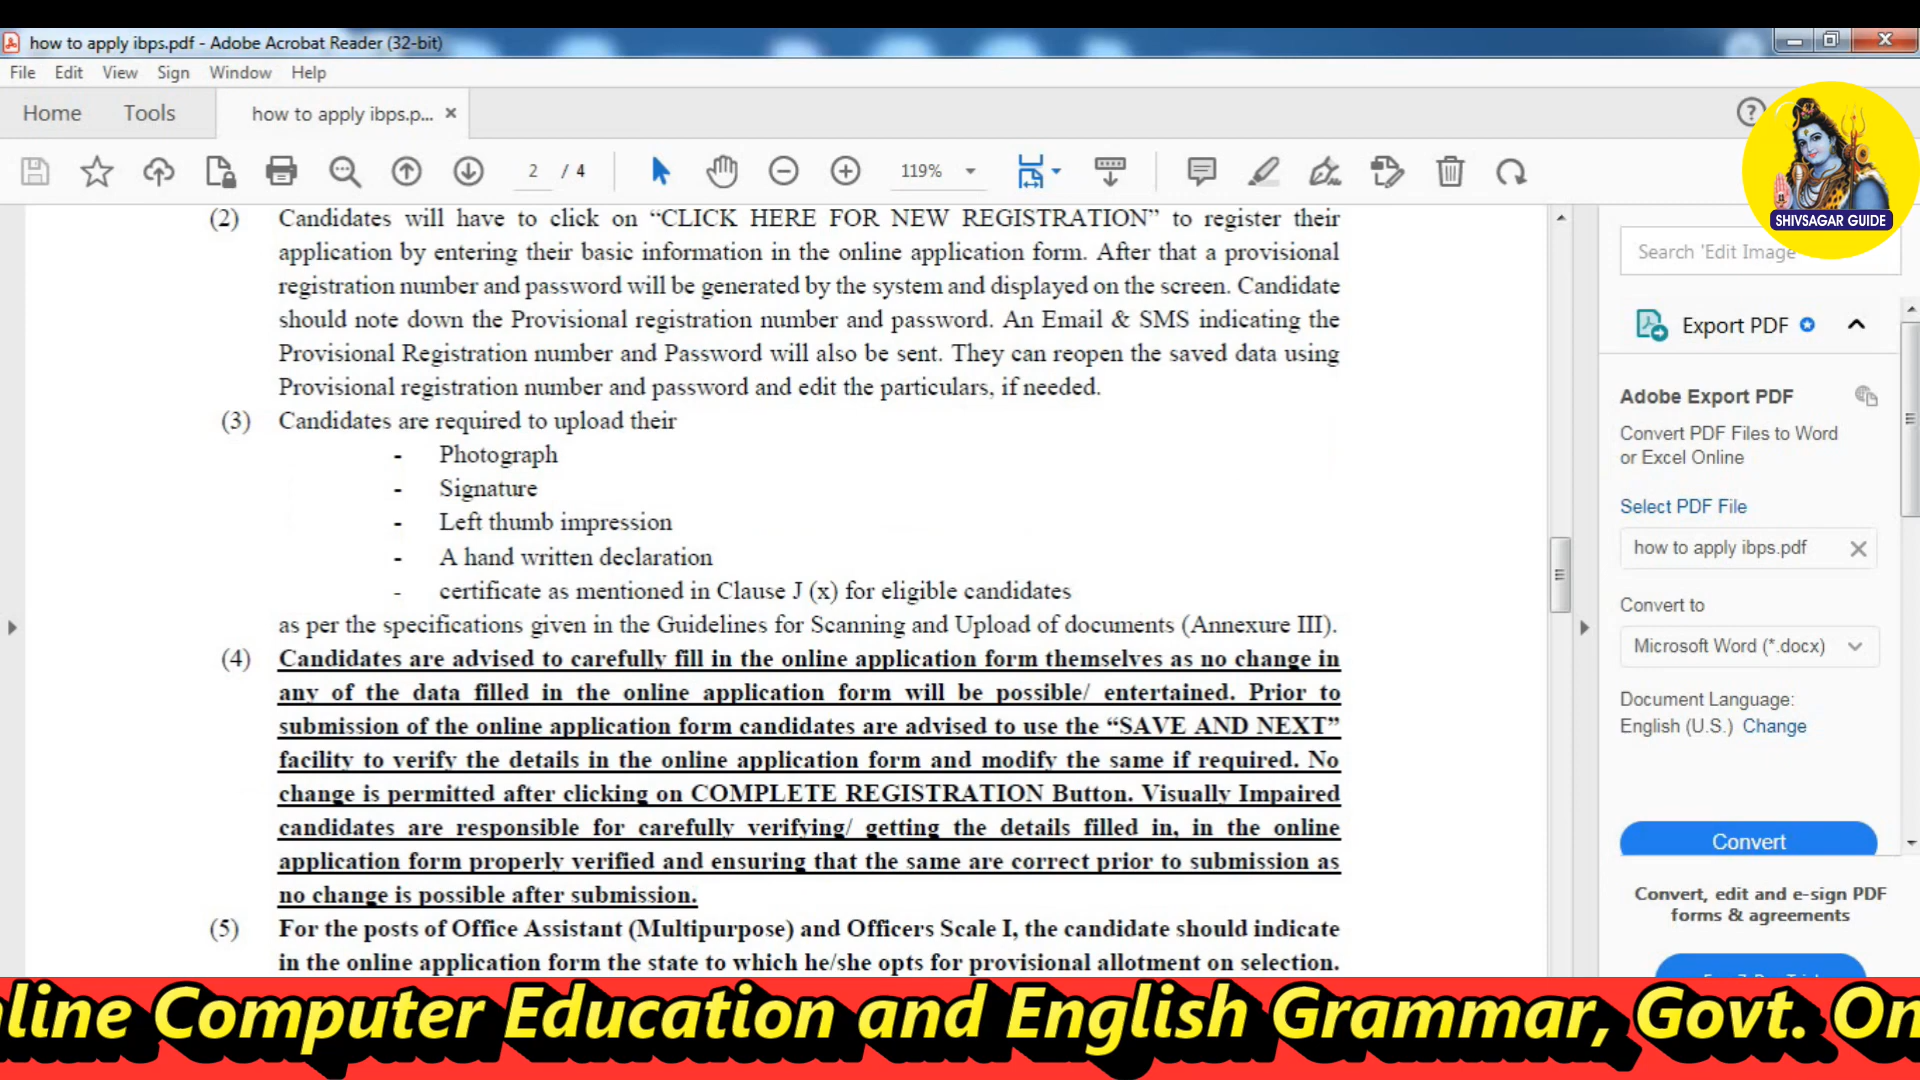 how to apply ibps.pdf - Adobe Acrobat Reader (32-bit)
File Edit View Sign Window Help
Home Tools how to apply ibps.p...
2 / 4 119%
SHIVSAGAR GUIDE
(2) Candidates will have to click on “CLICK HERE FOR NEW REGISTRATION” to register their
application by entering their basic information in the online application form. After that a provisional
registration number and password will be generated by the system and displayed on the screen. Candidate
should note down the Provisional registration number and password. An Email & SMS indicating the
Provisional Registration number and Password will also be sent. They can reopen the saved data using
Provisional registration number and password and edit the particulars, if needed.
(3) Candidates are required to upload their
- Photograph
- Signature
- Left thumb impression
- A hand written declaration
- certificate as mentioned in Clause J (x) for eligible candidates
as per the specifications given in the Guidelines for Scanning and Upload of documents (Annexure III).
(4) Candidates are advised to carefully fill in the online application form themselves as no change in
any of the data filled in the online application form will be possible/ entertained. Prior to
submission of the online application form candidates are advised to use the “SAVE AND NEXT”
facility to verify the details in the online application form and modify the same if required. No
change is permitted after clicking on COMPLETE REGISTRATION Button. Visually Impaired
candidates are responsible for carefully verifying/ getting the details filled in, in the online
application form properly verified and ensuring that the same are correct prior to submission as
no change is possible after submission.
(5) For the posts of Office Assistant (Multipurpose) and Officers Scale I, the candidate should indicate
in the online application form the state to which he/she opts for provisional allotment on selection.
Search 'Edit Image
Export PDF
Adobe Export PDF
Convert PDF Files to Word
or Excel Online
Select PDF File
how to apply ibps.pdf
Convert to
Microsoft Word (*.docx)
Document Language:
English (U.S.) Change
Convert
Convert, edit and e-sign PDF
forms & agreements
nline Computer Education and English Grammar, Govt. On